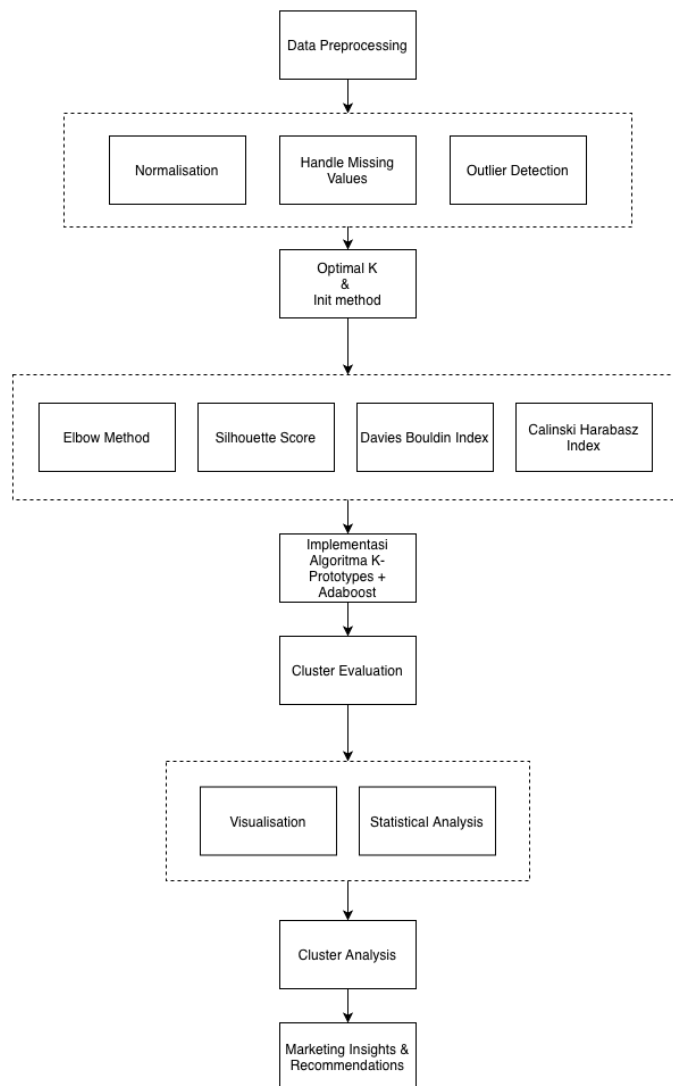 Data Preprocessing
Normalisation
Handle Missing
Values
Outlier Detection
Optimal K
&
Init method
Elbow Method
Silhouette Score
Davies Bouldin Index
Calinski Harabasz
Index
Implementasi
Algoritma K-
Prototypes +
Adaboost
Cluster Evaluation
Visualisation
Statistical Analysis
Cluster Analysis
Marketing Insights &
Recommendations